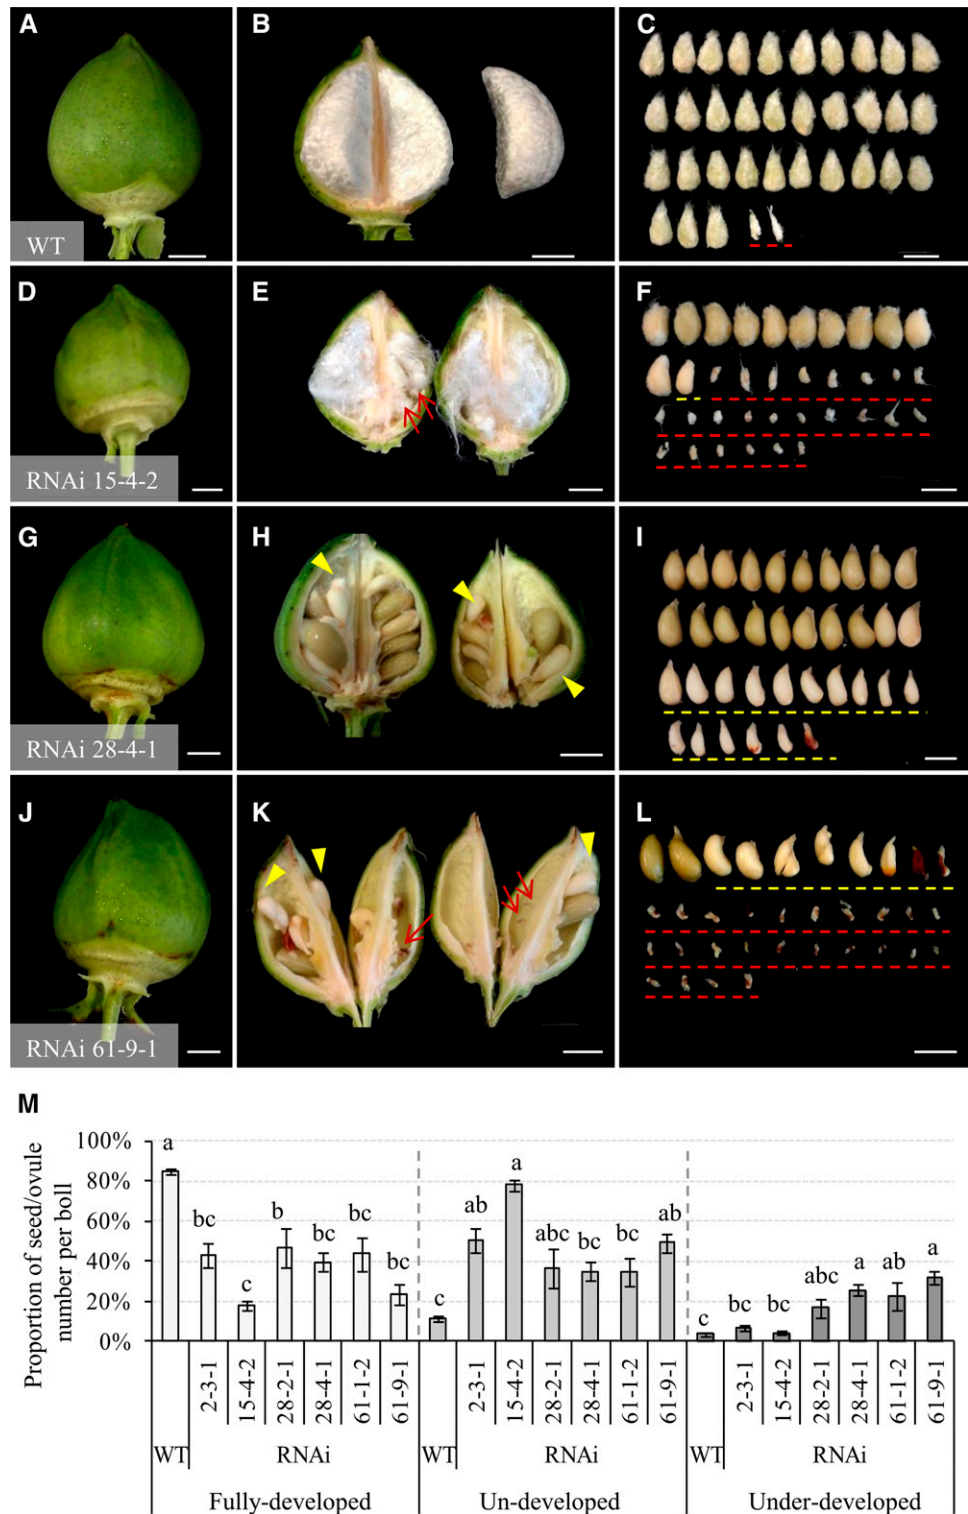 A
B
C
WT
D
E
F
RNAi 15-4-2
G
H
I
RNAi 28-4-1
J
K
L
RNAi 61-9-1
M
Proportion of seed/ovule
number per boll
100%
80%
60%
40%
20%
0%
a
bc
c
b
bc
bc
bc
c
ab
a
abc
bc
bc
ab
c
bc
bc
abc
a
ab
a
WT
2-3-1
15-4-2
28-2-1
28-4-1
61-1-2
61-9-1
RNAi
Fully-developed
WT
2-3-1
15-4-2
28-2-1
28-4-1
61-1-2
61-9-1
RNAi
Un-developed
WT
2-3-1
15-4-2
28-2-1
28-4-1
61-1-2
61-9-1
RNAi
Under-developed